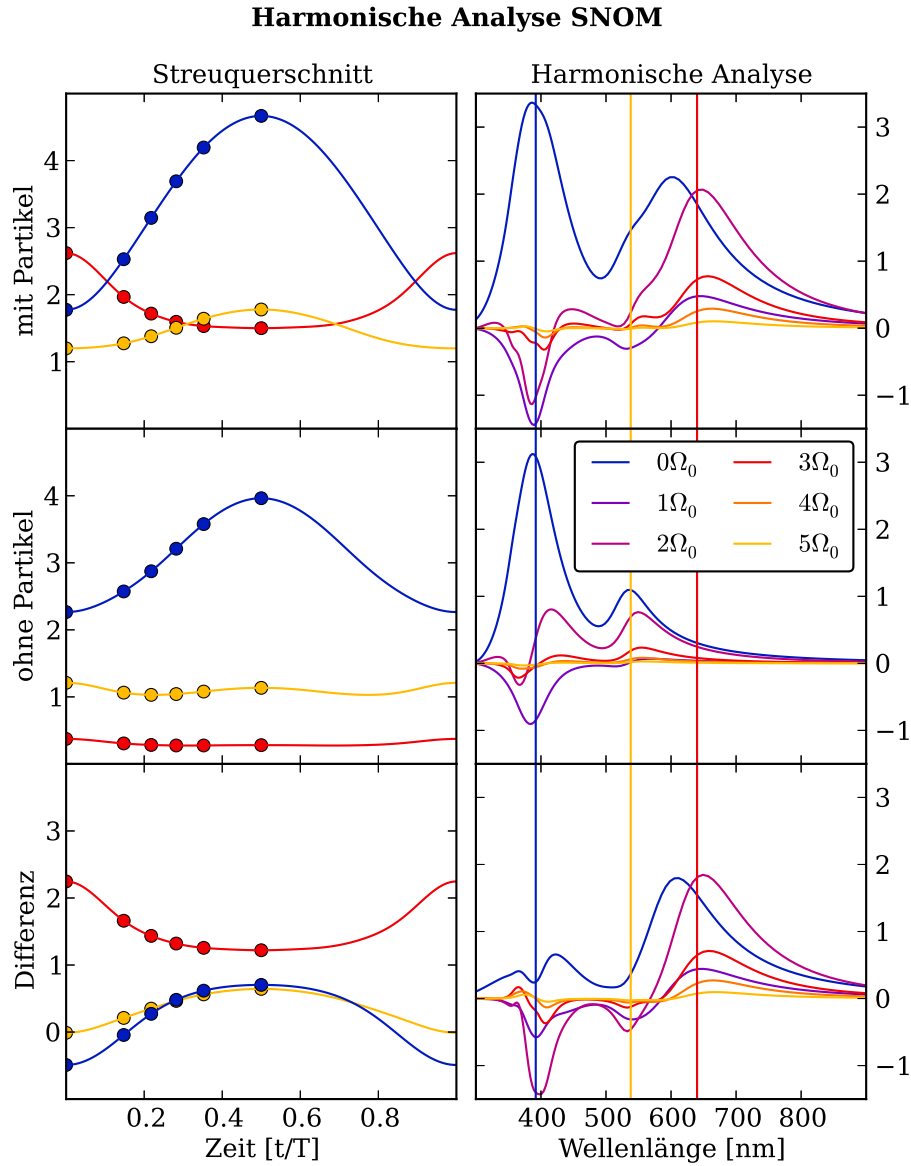 Harmonische Analyse SNOM
Streuquerschnitt
Harmonische Analyse
mit Partikel
4
3
2
1
3
2
1
0
−1
ohne Partikel
4
3
2
1
3
2
1
0
−1
0Ω₀ 3Ω₀
1Ω₀ 4Ω₀
2Ω₀ 5Ω₀
Differenz
3
2
1
0
3
2
1
0
−1
0.2 0.4 0.6 0.8
Zeit [t/T]
400 500 600 700 800
Wellenlänge [nm]